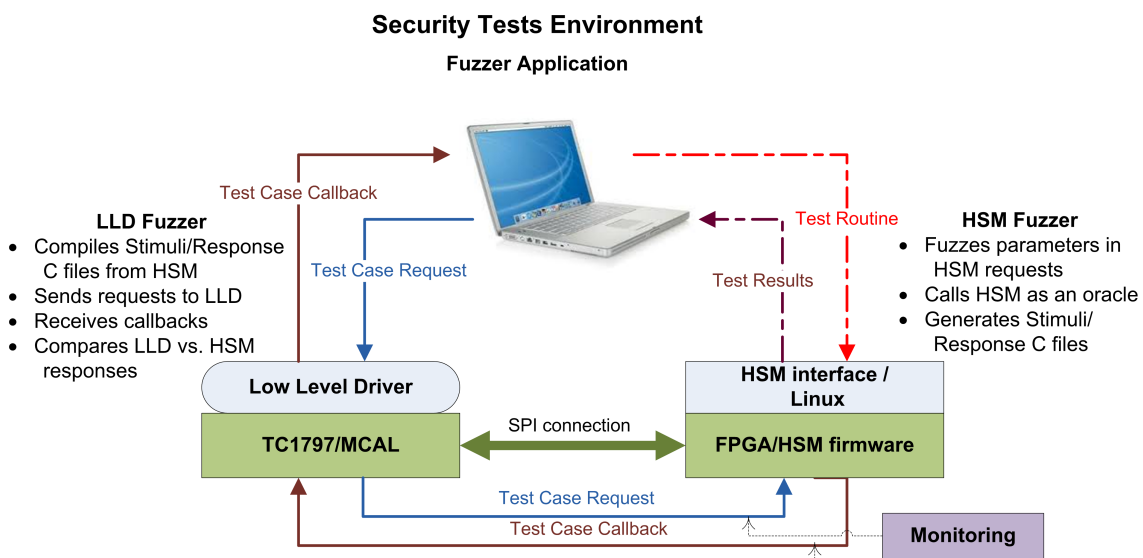 Security Tests Environment
Fuzzer Application
Test Case Callback
LLD Fuzzer
• Compiles Stimuli/Response
C files from HSM
• Sends requests to LLD
• Receives callbacks
• Compares LLD vs. HSM
responses
Test Case Request
Test Routine
Test Results
HSM Fuzzer
• Fuzzes parameters in
HSM requests
• Calls HSM as an oracle
• Generates Stimuli/
Response C files
Low Level Driver
TC1797/MCAL
SPI connection
HSM interface /
Linux
FPGA/HSM firmware
Test Case Request
Test Case Callback
Monitoring